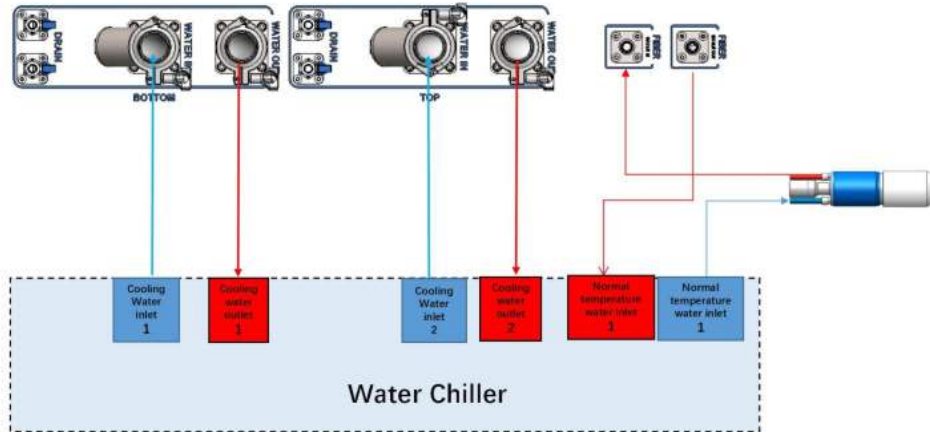 DRAIN
WATER IN
WATER OUT
BOTTOM
DRAIN
WATER IN
WATER OUT
TOP
FIBER
FIBER
Cooling
Water
inlet
1
Cooling
water
outlet
1
Cooling
Water
inlet
2
Cooling
water
outlet
2
Normal
temperature
water inlet
1
Normal
temperature
water inlet
1
Water Chiller